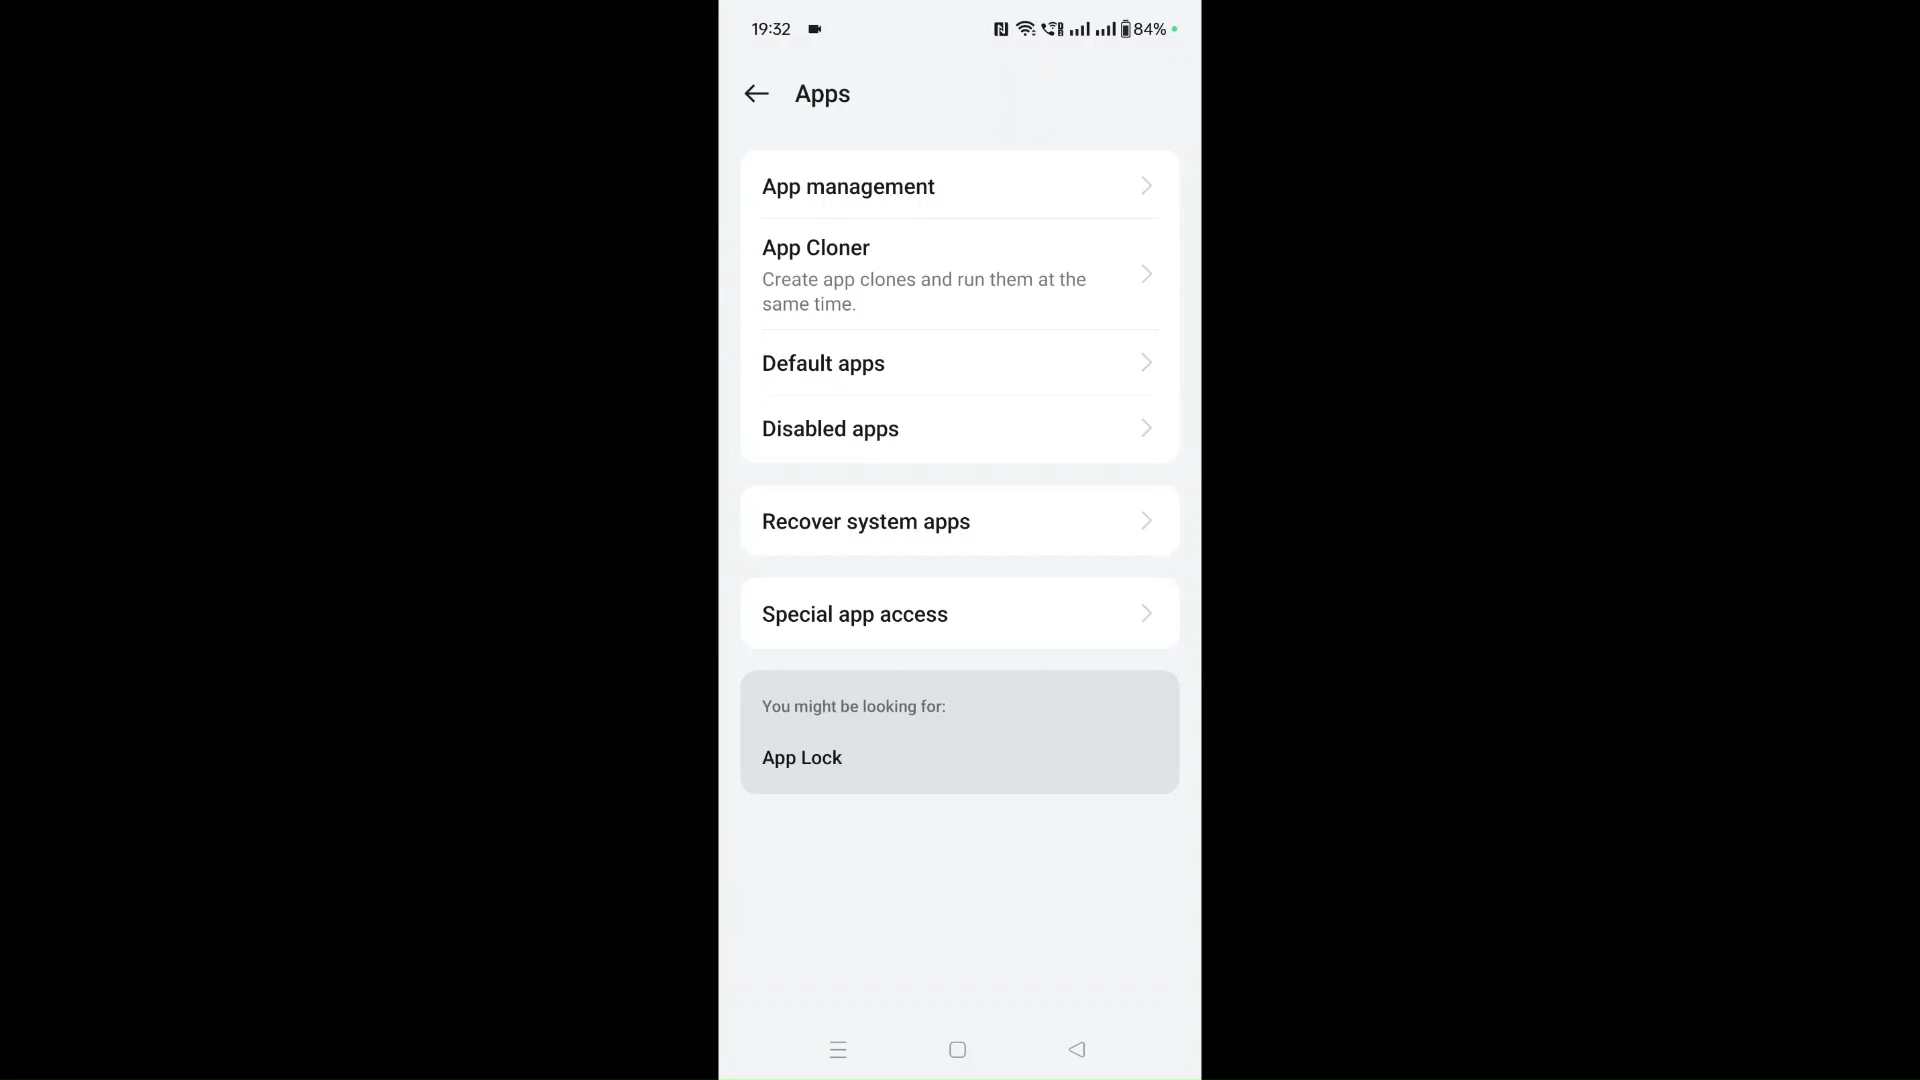 19:32
84%
Apps
App management
App Cloner
Create app clones and run them at the
same time.
Default apps
Disabled apps
Recover system apps
Special app access
You might be looking for:
App Lock